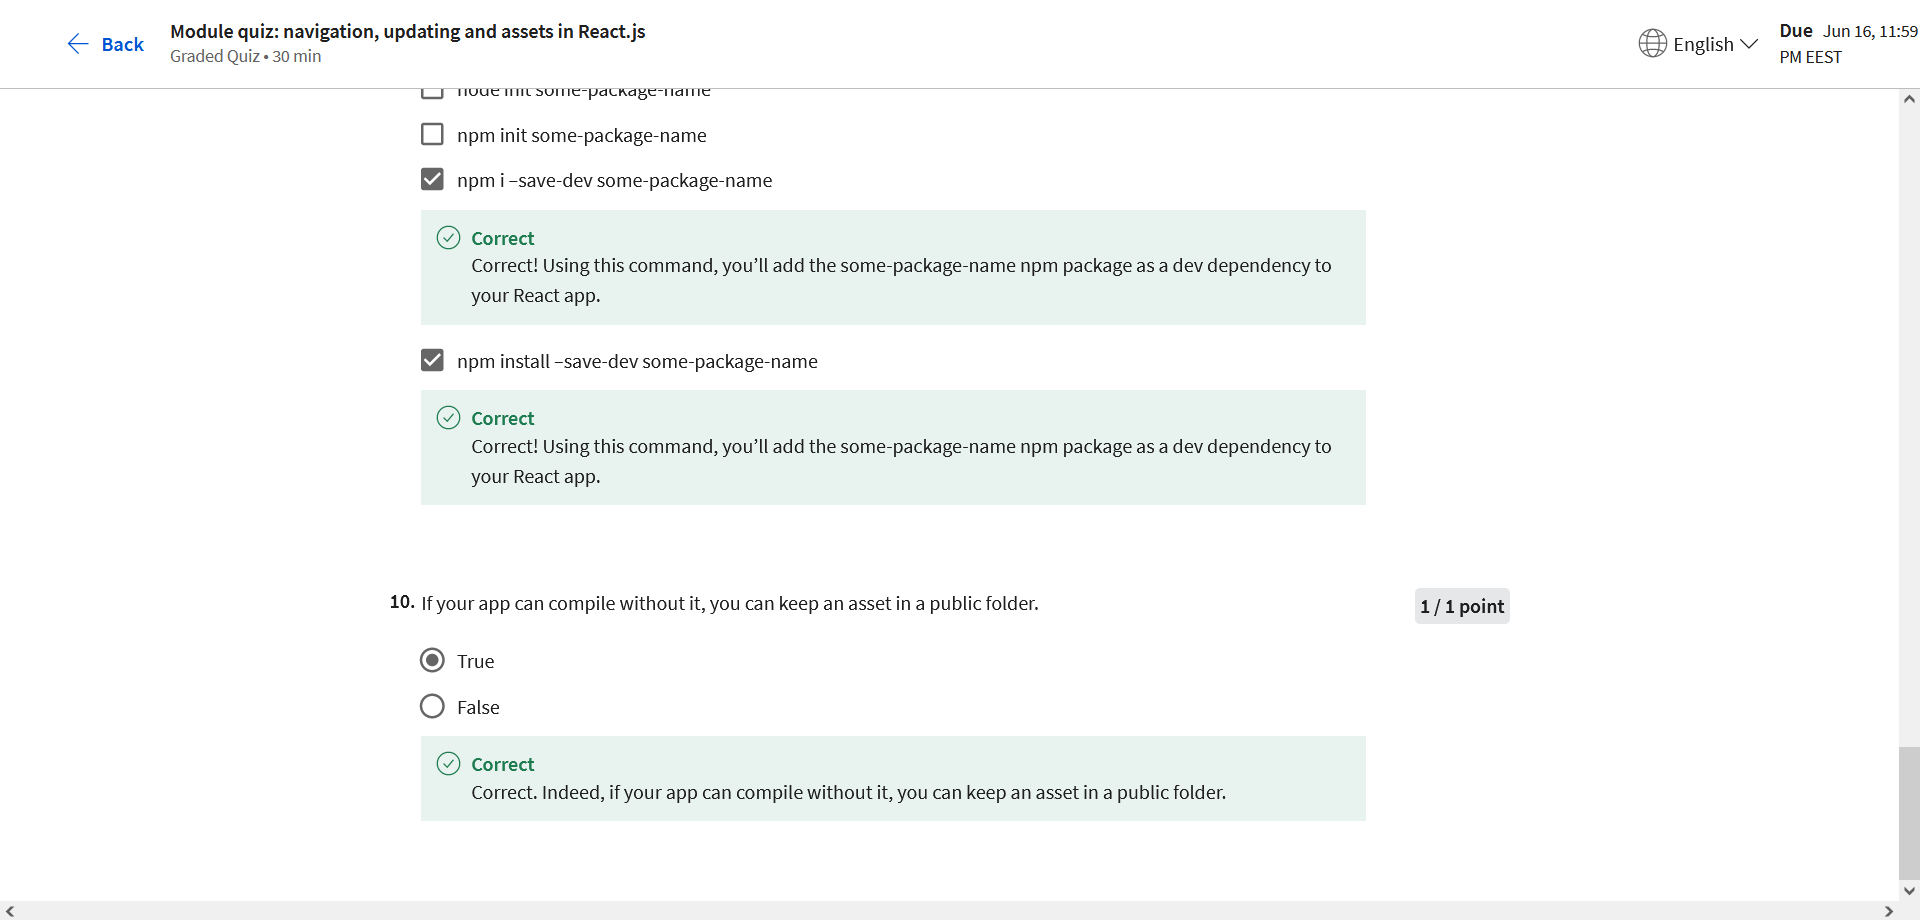 Back
Module quiz: navigation, updating and assets in React.js
Graded Quiz • 30 min
English
Due Jun 16, 11:59
PM EEST
node init some-package-name
npm init some-package-name
npm i –save-dev some-package-name
Correct
Correct! Using this command, you’ll add the some-package-name npm package as a dev dependency to
your React app.
npm install –save-dev some-package-name
Correct
Correct! Using this command, you’ll add the some-package-name npm package as a dev dependency to
your React app.
10. If your app can compile without it, you can keep an asset in a public folder.
1 / 1 point
True
False
Correct
Correct. Indeed, if your app can compile without it, you can keep an asset in a public folder.